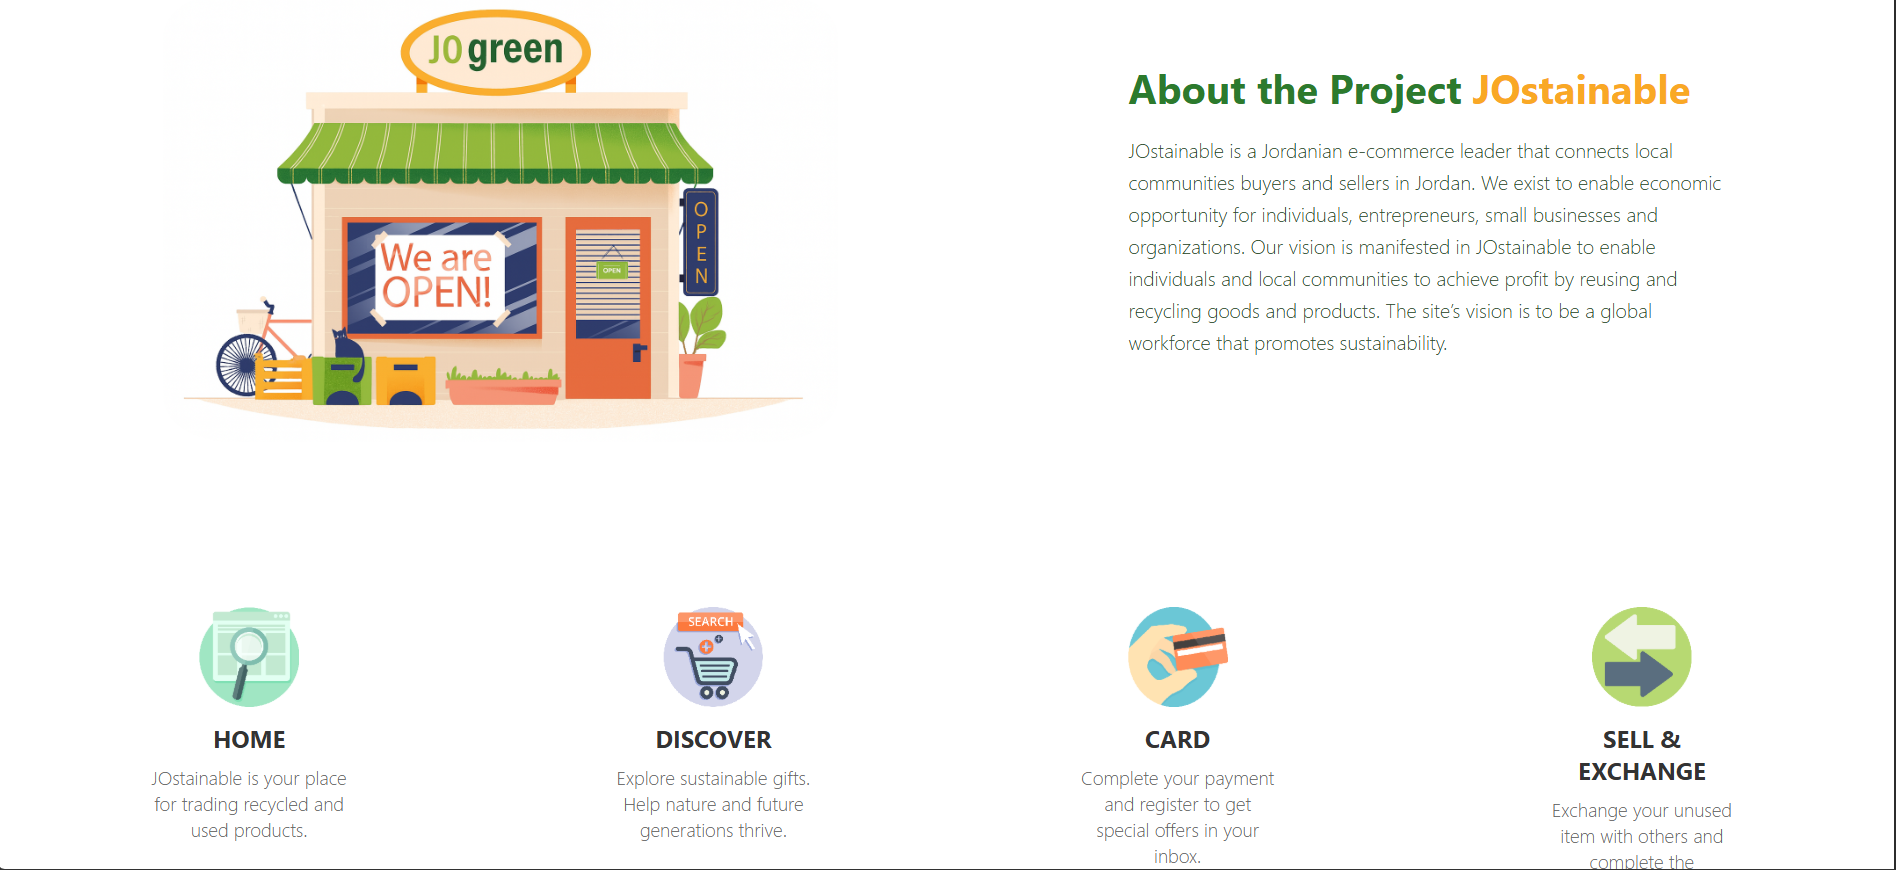 JO green
We are
OPEN!
OPEN
OPEN
About the Project JOstainable
JOstainable is a Jordanian e-commerce leader that connects local
communities buyers and sellers in Jordan. We exist to enable economic
opportunity for individuals, entrepreneurs, small businesses and
organizations. Our vision is manifested in JOstainable to enable
individuals and local communities to achieve profit by reusing and
recycling goods and products. The site’s vision is to be a global
workforce that promotes sustainability.
HOME
JOstainable is your place
for trading recycled and
used products.
SEARCH
DISCOVER
Explore sustainable gifts.
Help nature and future
generations thrive.
CARD
Complete your payment
and register to get
special offers in your
inbox.
SELL &
EXCHANGE
Exchange your unused
item with others and
complete the